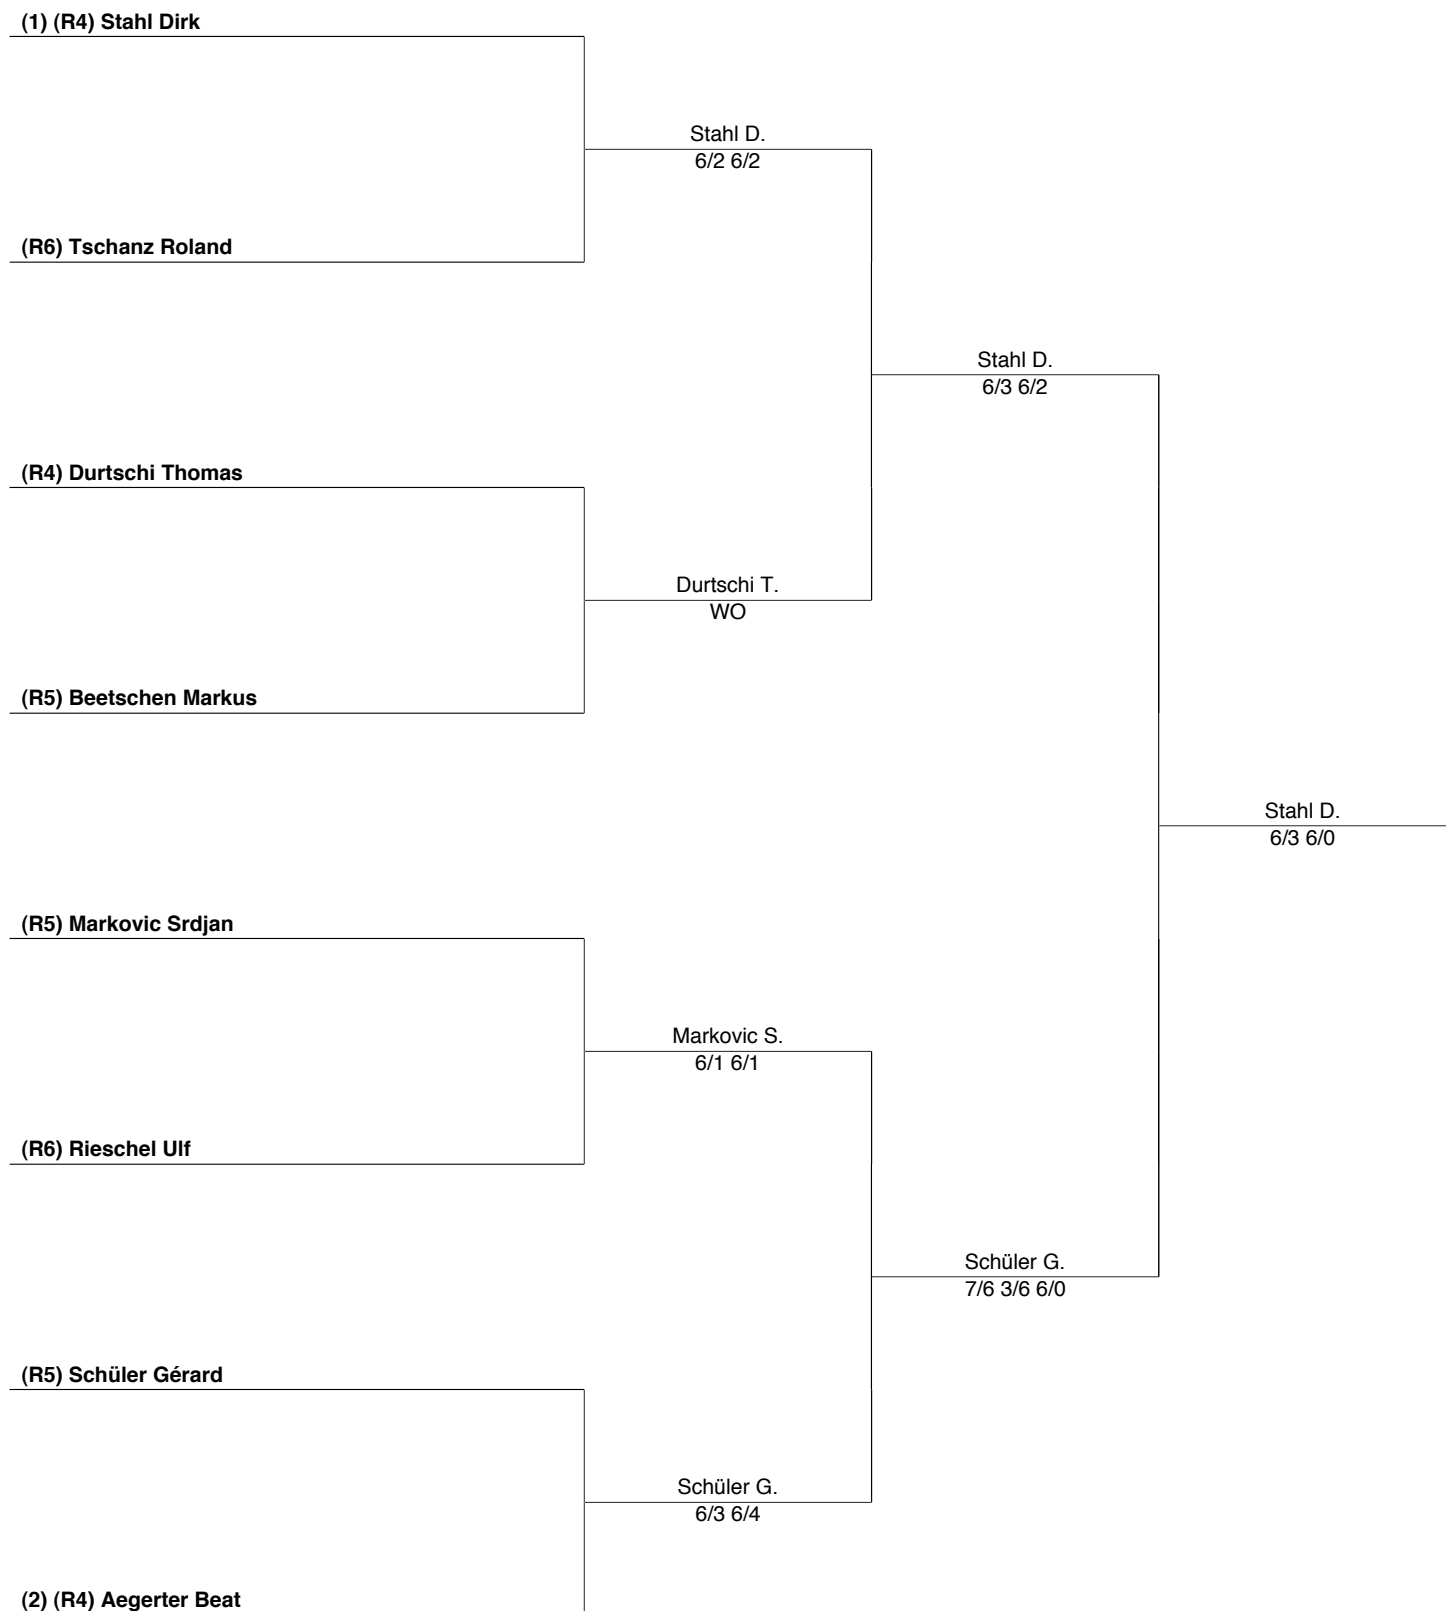 (1) (R4) Stahl Dirk
Stahl D.
6/2 6/2
(R6) Tschanz Roland
Stahl D.
6/3 6/2
(R4) Durtschi Thomas
Durtschi T.
WO
(R5) Beetschen Markus
Stahl D.
6/3 6/0
(R5) Markovic Srdjan
Markovic S.
6/1 6/1
(R6) Rieschel Ulf
Schüler G.
7/6 3/6 6/0
(R5) Schüler Gérard
Schüler G.
6/3 6/4
(2) (R4) Aegerter Beat